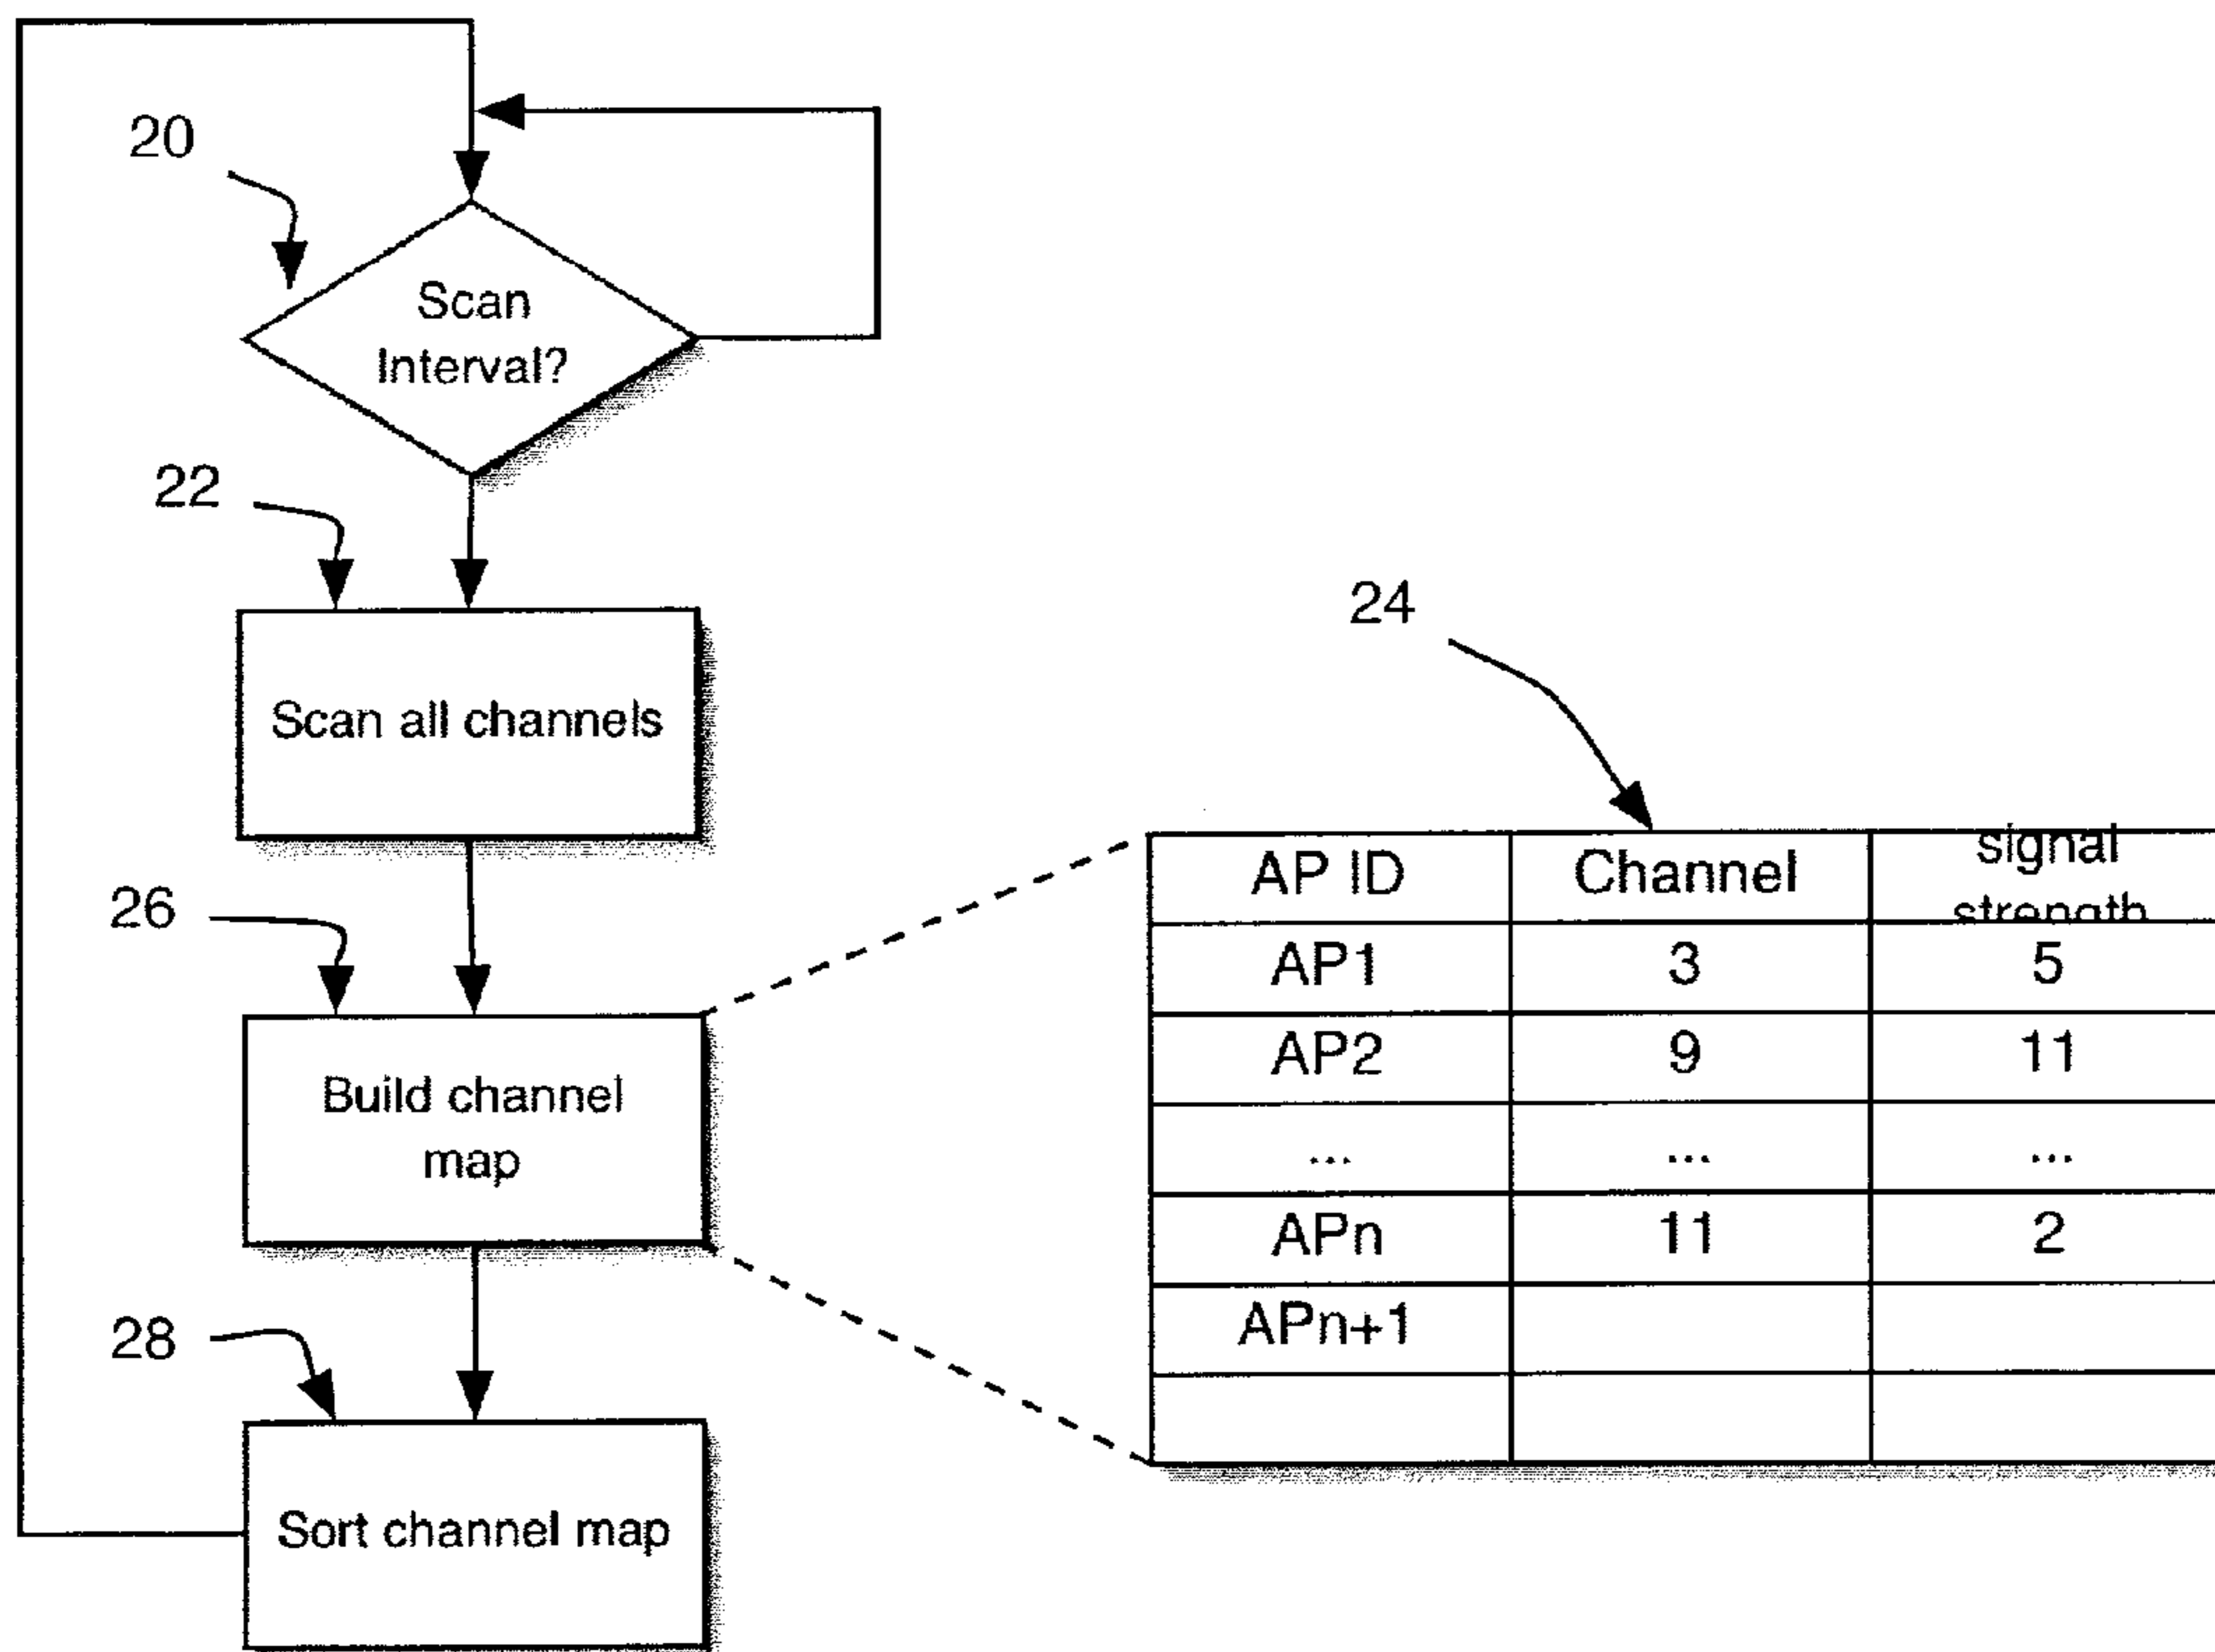 20
Scan
Interval?
22
Scan all channels
24
26
Build channel
map
28
Sort channel map
AP ID Channel signal
strength
AP1 3 5
AP2 9 11
... ... ...
APn 11 2
APn+1